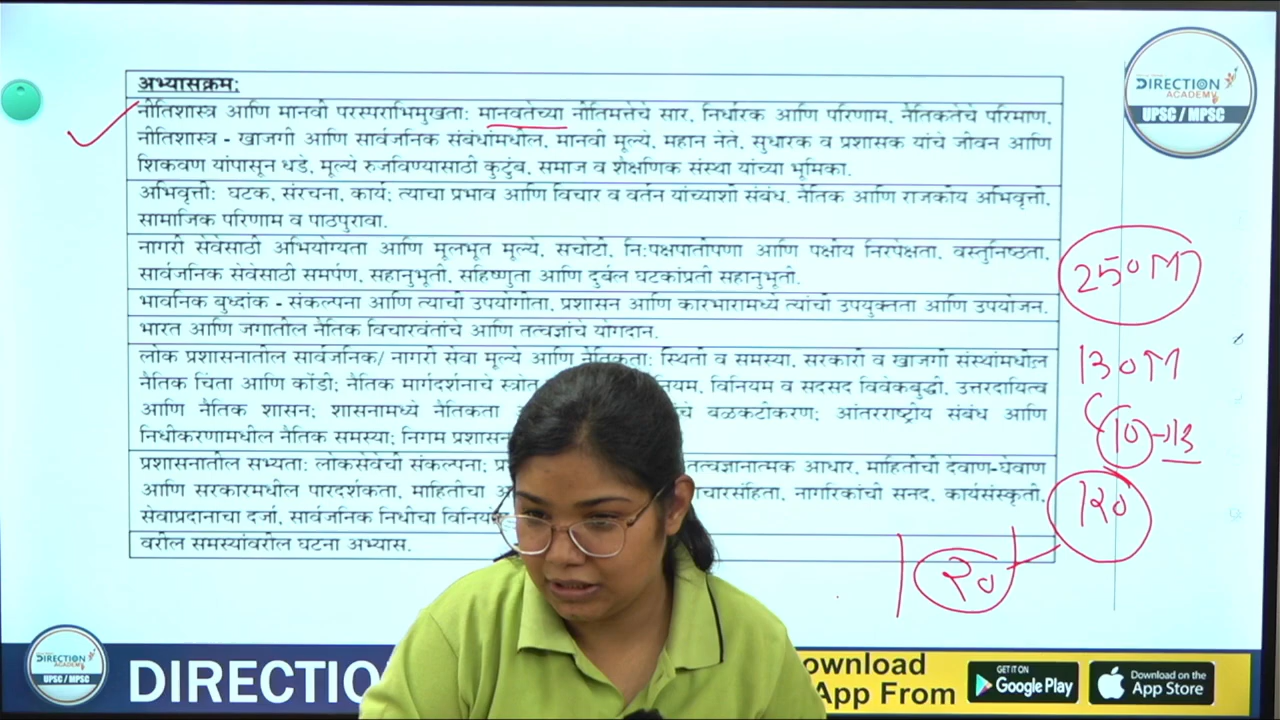 अभ्यासक्रम:
नीतिशास्त्र आणि मानवी परस्पराभिमुखता: मानवतेच्या नीतिमत्तेचे सार, निर्धारक आणि परिणाम, नैतिकतेचे परिमाण,
नीतिशास्त्र - खाजगी आणि सार्वजनिक संबंधांमधील, मानवी मूल्ये, महान नेते, सुधारक व प्रशासक यांचे जीवन आणि
शिकवण यांपासून धडे, मूल्ये रुजविण्यासाठी कुटुंब, समाज व शैक्षणिक संस्था यांच्या भूमिका.
अभिवृत्ती: घटक, संरचना, कार्य; त्याचा प्रभाव आणि विचार व वर्तन यांच्याशी संबंध, नैतिक आणि राजकीय अभिवृत्ती,
सामाजिक परिणाम व पाठपुरावा.
नागरी सेवेसाठी अभियोग्यता आणि मूलभूत मूल्ये, सचोटी, नि:पक्षपातीपणा आणि पक्षीय निरपेक्षता, वस्तुनिष्ठता,
सार्वजनिक सेवेसाठी समर्पण, सहानुभूती, सहिष्णुता आणि दुर्बल घटकांप्रती सहानुभूती.
भावनिक बुध्दांक - संकल्पना आणि त्याची उपयोगीता, प्रशासन आणि कारभारामध्ये त्यांची उपयुक्तता आणि उपयोजन.
भारत आणि जगातील नैतिक विचारवंतांचे आणि तत्वज्ञांचे योगदान.
लोक प्रशासनातील सार्वजनिक/ नागरी सेवा मूल्ये आणि नैतिकता: स्थिती व समस्या, सरकारी व खाजगी संस्थांमधील
नैतिक चिंता आणि कोंडी; नैतिक मार्गदर्शनाचे स्त्रोत नियम, विनियम व सदसद विवेकबुद्धी, उत्तरदायित्व
आणि नैतिक शासन; शासनामध्ये नैतिकता बळकटीकरण; आंतरराष्ट्रीय संबंध आणि
निधीकरणामधील नैतिक समस्या; निगम प्रशासन
प्रशासनातील सभ्यता: लोकसेवेची संकल्पना; तत्वज्ञानात्मक आधार, माहितीची देवाण-घेवाण
आणि सरकारमधील पारदर्शकता, माहितीचा नागरिकांची सनद, कार्यसंस्कृती,
सेवाप्रदानाचा दर्जा, सार्वजनिक निधीचा
वरील समस्यांवरील घटना अभ्यास.
250M
130M
10
120
20
DIRECTION
ACADEMY
UPSC / MPSC
DIRECTION
ACADEMY
UPSC / MPSC
DIRECTIO
ownload
App From
GET IT ON
Google Play
Download on the
App Store